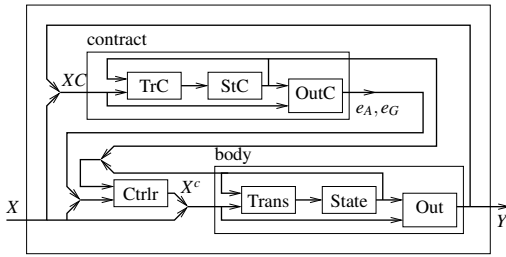 contract
XC
TrC
StC
OutC
e_A, e_G
body
X^c
Ctrlr
Trans
State
Out
X
Y